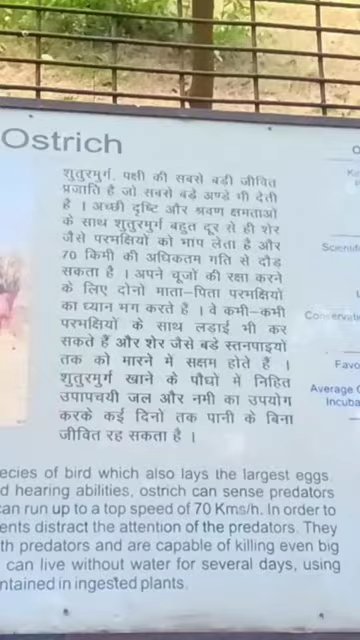 Ostrich
शुतुरमुर्ग, पक्षी की सबसे बड़ी जीवित
प्रजाति है जो सबसे बडे अण्डे भी देती
है । अच्छी दृष्टि और श्रवण क्षमताओं
के साथ शुतुरमुर्ग बहुत दूर से ही शेर
जैसे परमक्षियों को भाप लेता है और
70 किमी की अधिकतम गति से दौड़
सकता है । अपने चूजों की रक्षा करने
के लिए दोनो माता-पिता परभक्षियों
का ध्यान भग करते हैं । वे कभी-कभी
परभक्षियों के साथ लड़ाई भी कर
सकते हैं और शेर जैसे बडे स्तनपाइयों
तक को मारने में सक्षम होते हैं ।
शुतुरमुर्ग खाने के पौधों में निहित
उपापचयी जल और नमी का उपयोग
करके कई दिनो तक पानी के बिना
जीवित रह सकता है ।
ecies of bird which also lays the largest eggs.
d hearing abilities, ostrich can sense predators
can run up to a top speed of 70 Kms/h. In order to
ents distract the attention of the predators. They
th predators and are capable of killing even big
can live without water for several days, using
ntained in ingested plants.
Scientif
Conservati
Favo
Average C
Incuba